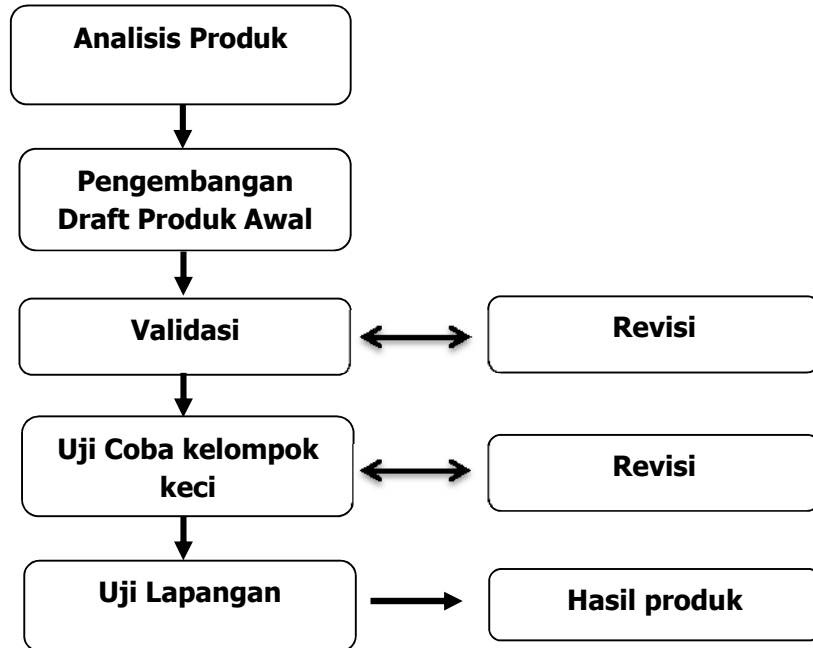 Analisis Produk
Pengembangan
Draft Produk Awal
Validasi
Revisi
Uji Coba kelompok
keci
Revisi
Uji Lapangan
Hasil produk